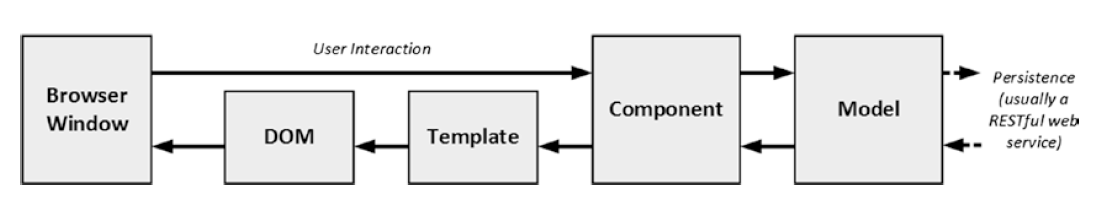 User Interaction
Browser
Window
DOM
Template
Component
Model
Persistence
(usually a
RESTful web
service)